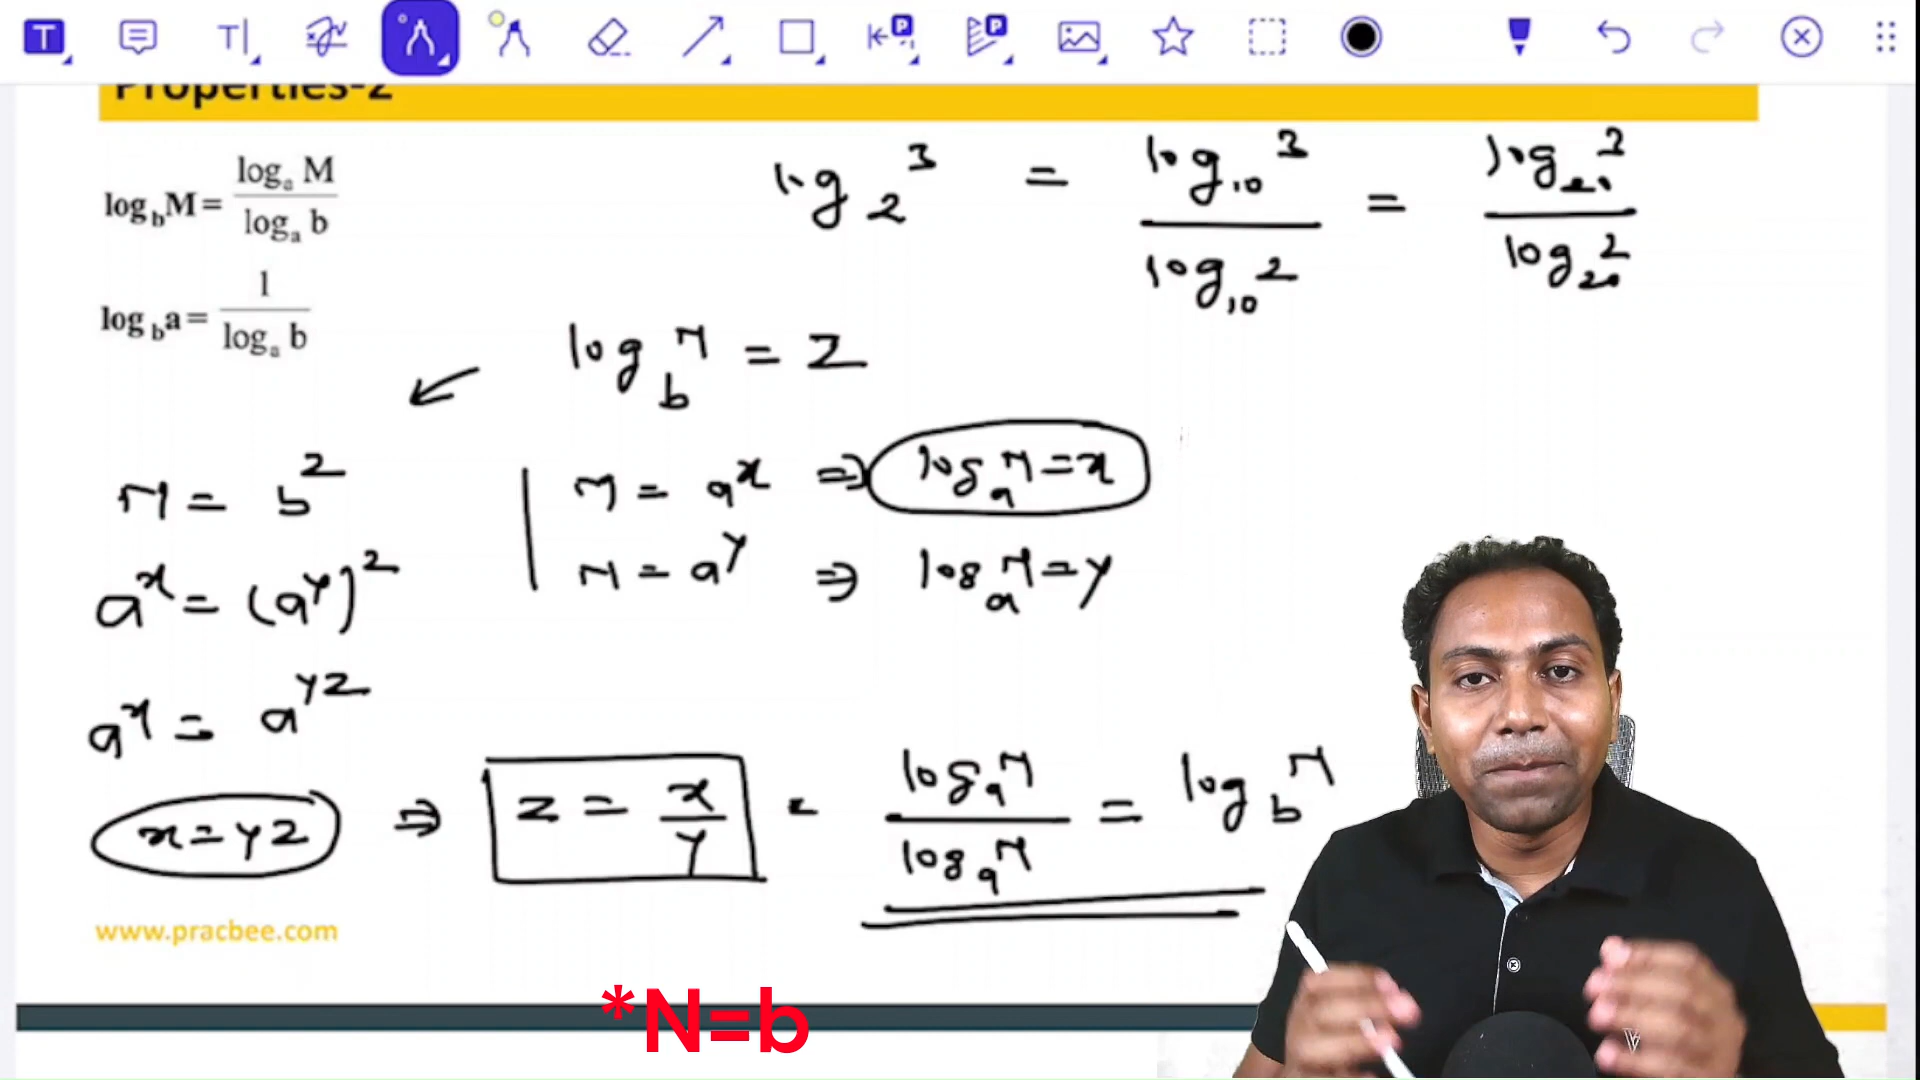 Properties-2
log_b M = log_a M / log_a b
log_b a = 1 / log_a b
log_2 3 = log_10 3 / log_10 2 = log_20 3 / log_20 2
log_b M = z
M = b^z
M = a^x ⇒ log_a M = x
N = a^y ⇒ log_a N = y
a^x = (a^y)^z
a^x = a^yz
x = yz ⇒ z = x / y = log_a M / log_a N = log_b M
www.pracbee.com
*N=b